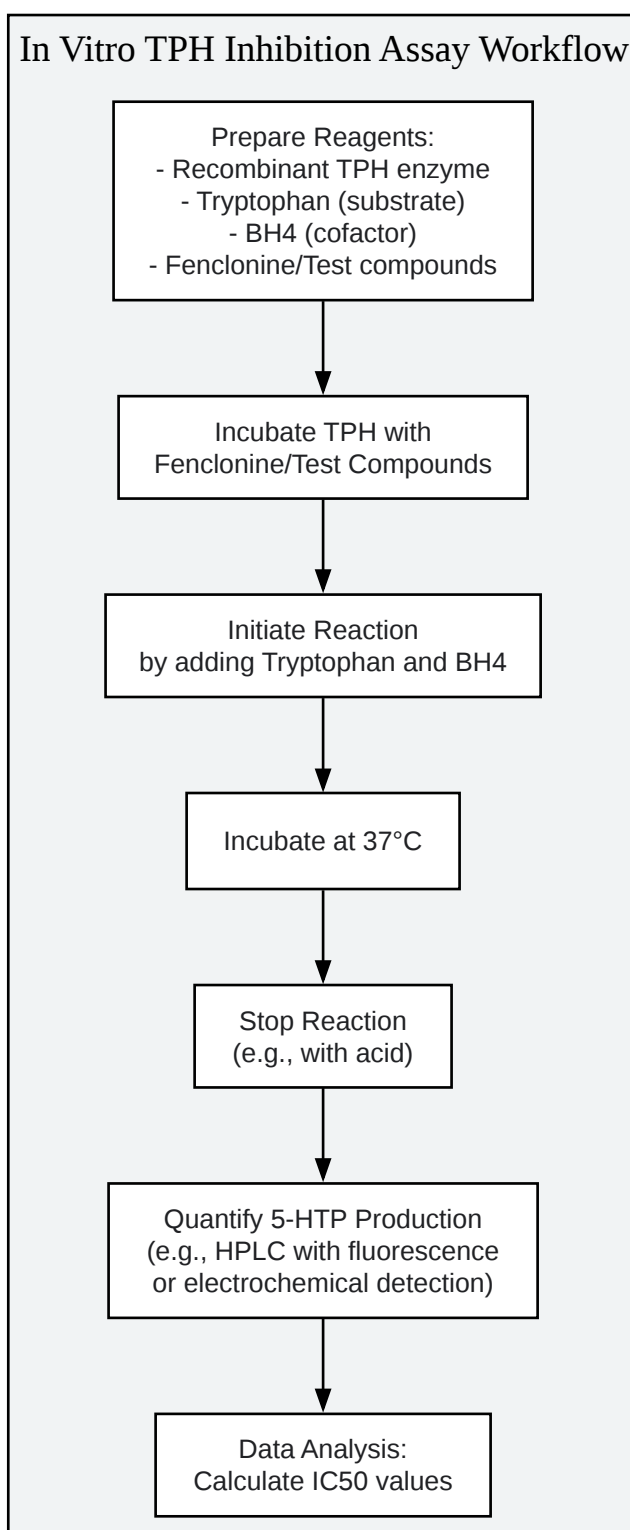 In Vitro TPH Inhibition Assay Workflow
Prepare Reagents:
- Recombinant TPH enzyme
- Tryptophan (substrate)
- BH4 (cofactor)
- Fenclonine/Test compounds
Incubate TPH with
Fenclonine/Test Compounds
Initiate Reaction
by adding Tryptophan and BH4
Incubate at 37°C
Stop Reaction
(e.g., with acid)
Quantify 5-HTP Production
(e.g., HPLC with fluorescence
or electrochemical detection)
Data Analysis:
Calculate IC50 values